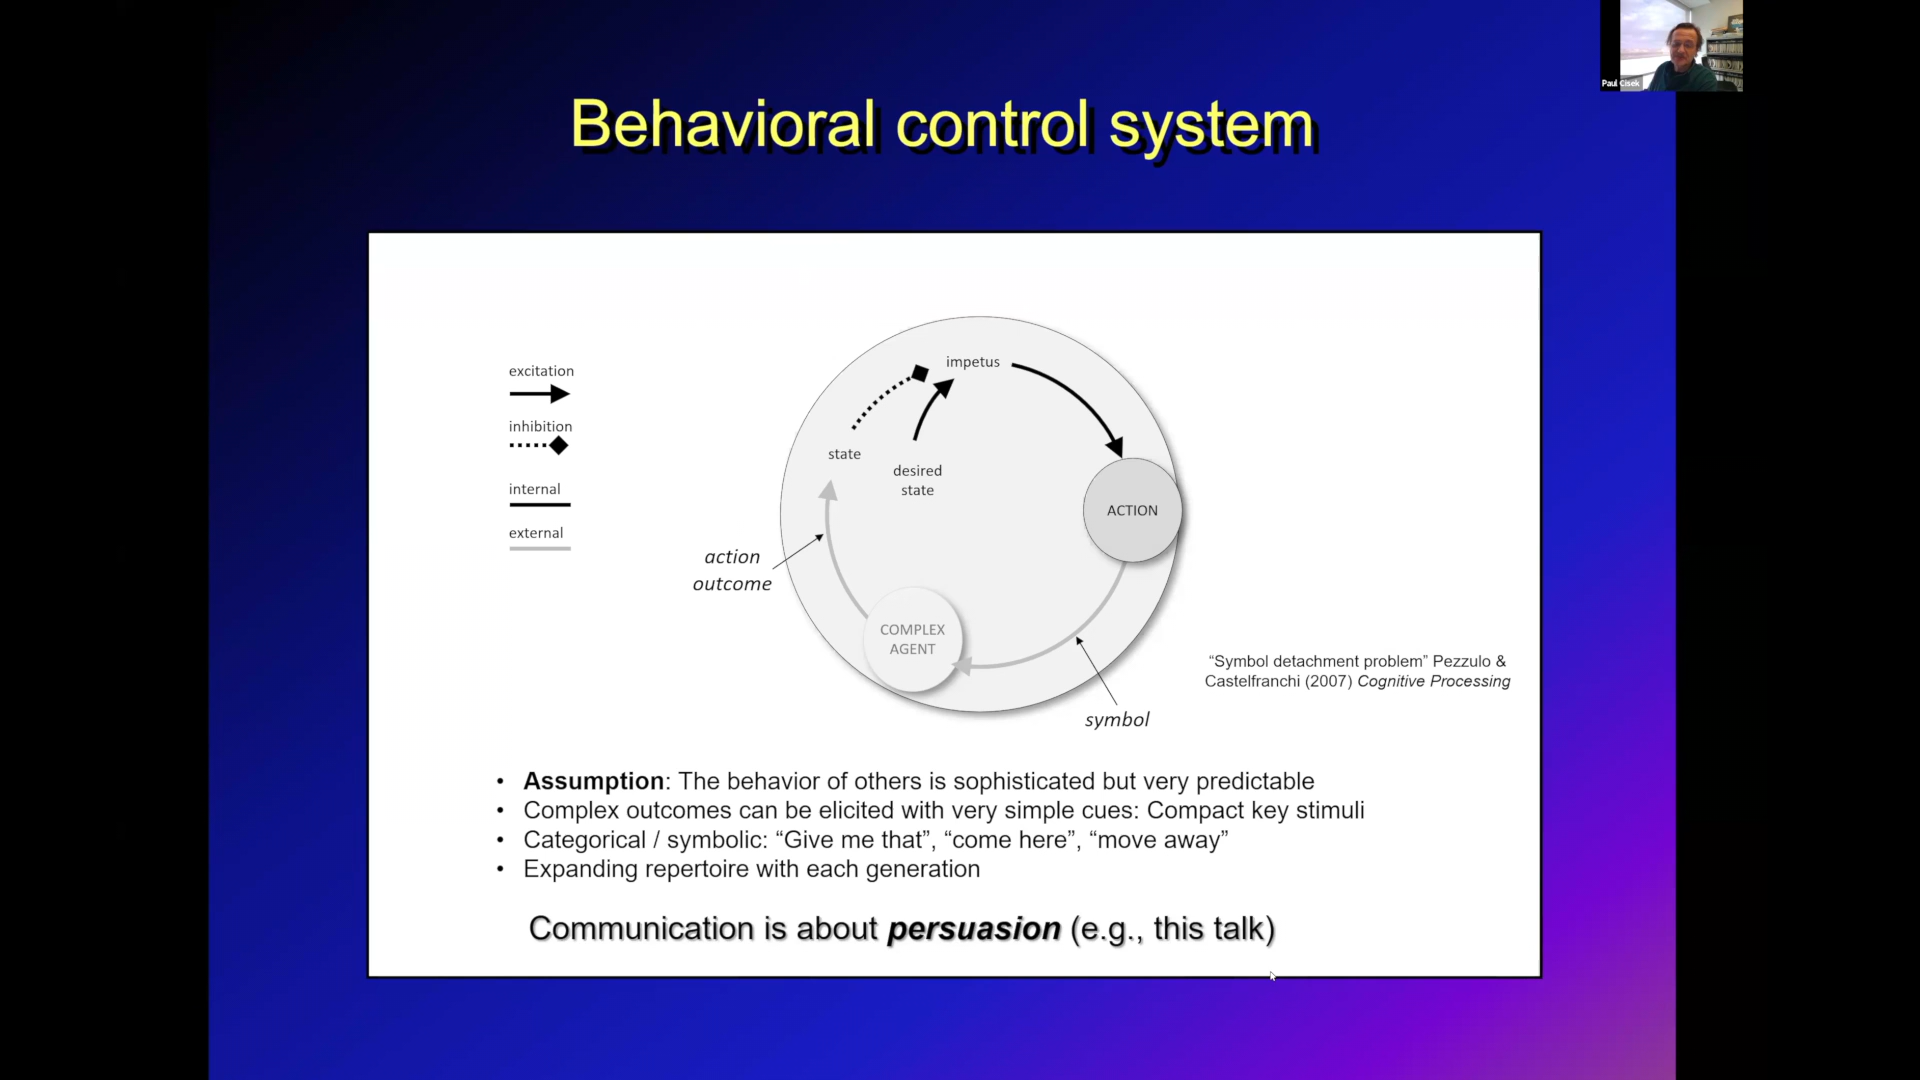 Paul Cisek
Behavioral control system
excitation
inhibition
internal
external
impetus
state
desired
state
ACTION
action
outcome
COMPLEX
AGENT
symbol
“Symbol detachment problem” Pezzulo &
Castelfranchi (2007) Cognitive Processing
• Assumption: The behavior of others is sophisticated but very predictable
• Complex outcomes can be elicited with very simple cues: Compact key stimuli
• Categorical / symbolic: “Give me that”, “come here”, “move away”
• Expanding repertoire with each generation
Communication is about persuasion (e.g., this talk)